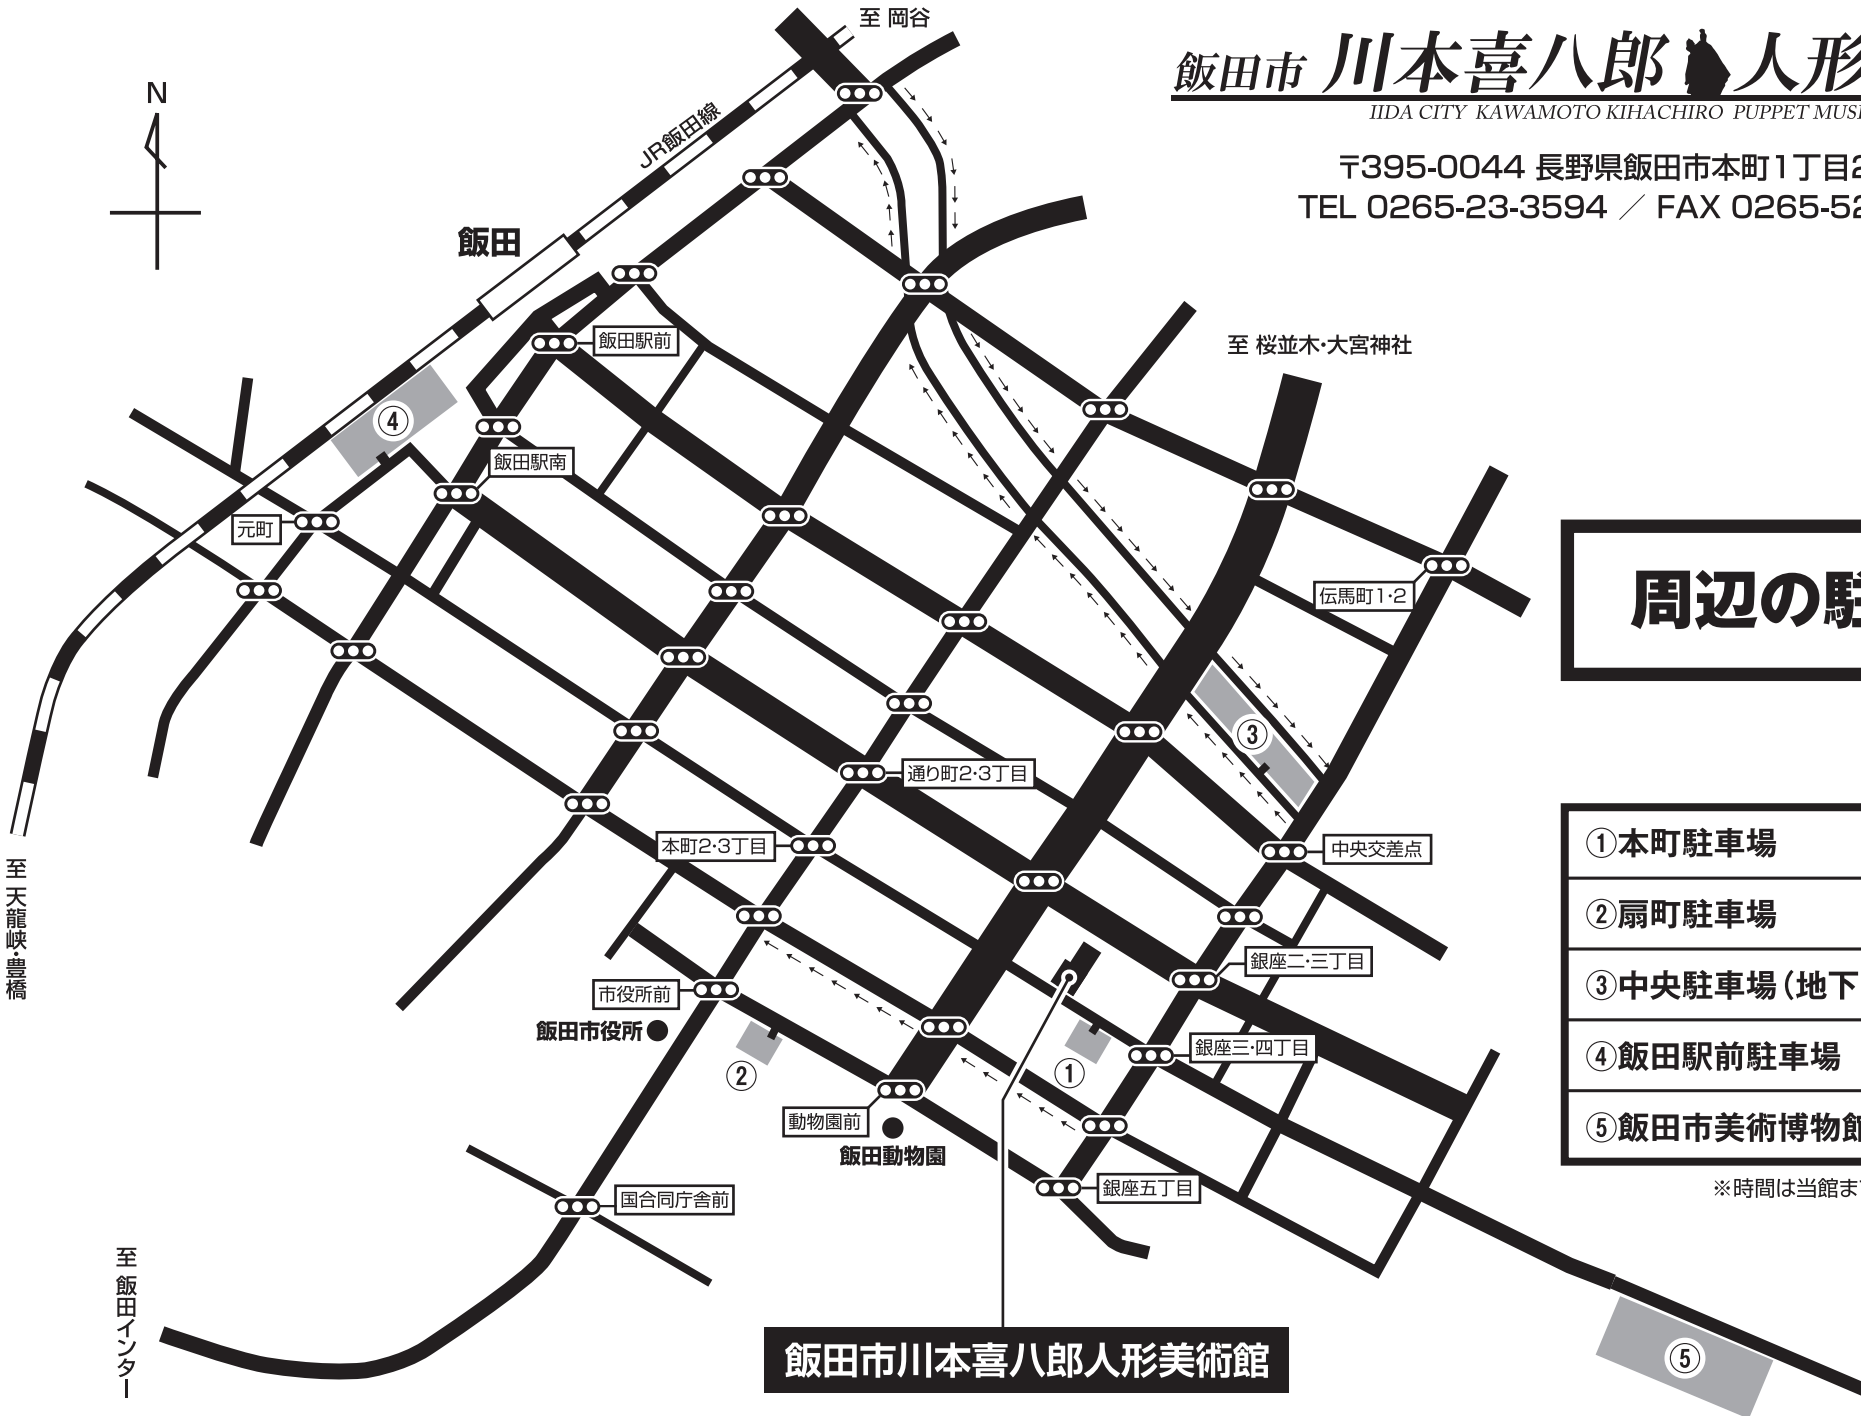 至 岡谷
飯田市 川本喜八郎 人形
IIDA CITY KAWAMOTO KIHACHIRO PUPPET MUSE
〒395-0044 長野県飯田市本町1丁目2
TEL 0265-23-3594 ／ FAX 0265-52
N
JR飯田線
飯田
飯田駅前
至 桜並木・大宮神社
④
飯田駅南
元町
伝馬町1・2
周辺の駐
③
通り町2・3丁目
本町2・3丁目
中央交差点
①本町駐車場
②扇町駐車場
③中央駐車場（地下
④飯田駅前駐車場
⑤飯田市美術博物館
※時間は当館ま
至 天龍峡・豊橋
銀座二・三丁目
市役所前
飯田市役所
銀座三・四丁目
②
①
動物園前
飯田動物園
銀座五丁目
国合同庁舎前
至 飯田インター
飯田市川本喜八郎人形美術館
⑤